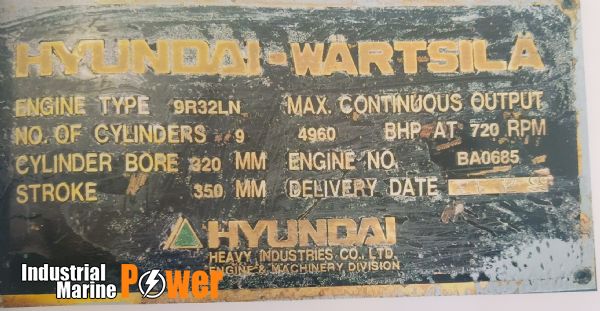 HYUNDAI-WÄRTSILÄ
ENGINE TYPE 9R32LN MAX. CONTINUOUS OUTPUT
NO. OF CYLINDERS 9 4960 BHP AT 720 RPM
CYLINDER BORE 320 MM ENGINE NO. BA0685
STROKE 350 MM DELIVERY DATE
HYUNDAI
HEAVY INDUSTRIES CO., LTD.
ENGINE & MACHINERY DIVISION
Industrial Marine Power